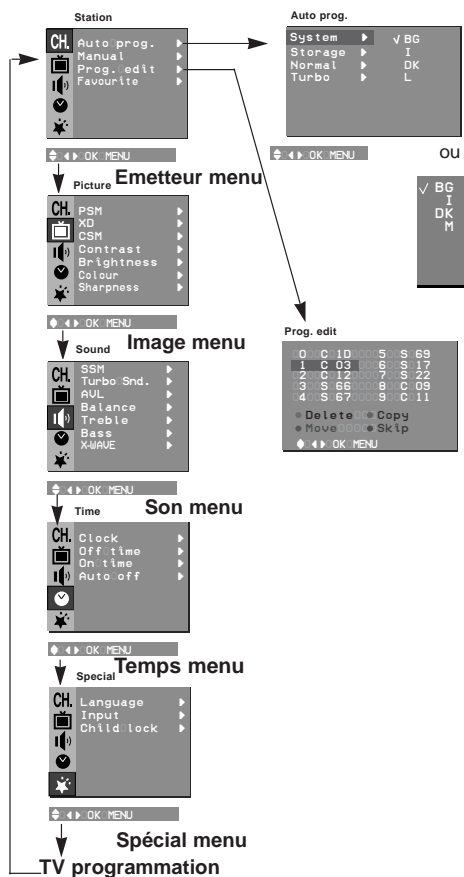 Station
CH.
Auto prog.
Manual
Prog. edit
Favourite
OK MENU
Emetteur menu
Picture
CH.
PSM
XD
CSM
Contrast
Brightness
Colour
Sharpness
OK MENU
Image menu
Sound
CH.
SSM
Turbo Snd.
AVL
Balance
Treble
Bass
X-WAVE
OK MENU
Son menu
Time
CH.
Clock
Off time
On time
Auto off
OK MENU
Temps menu
Special
CH.
Language
Input
Child lock
OK MENU
Spécial menu
TV programmation
Auto prog.
System √ BG
Storage I
Normal DK
Turbo L
OK MENU
ou
√ BG
I
DK
M
Prog. edit
0 C 10 5 S 69
1 C 03 6 S 17
2 C 12 7 S 22
3 S 66 8 C 09
4 S 67 9 C 11
Delete Copy
Move Skip
OK MENU